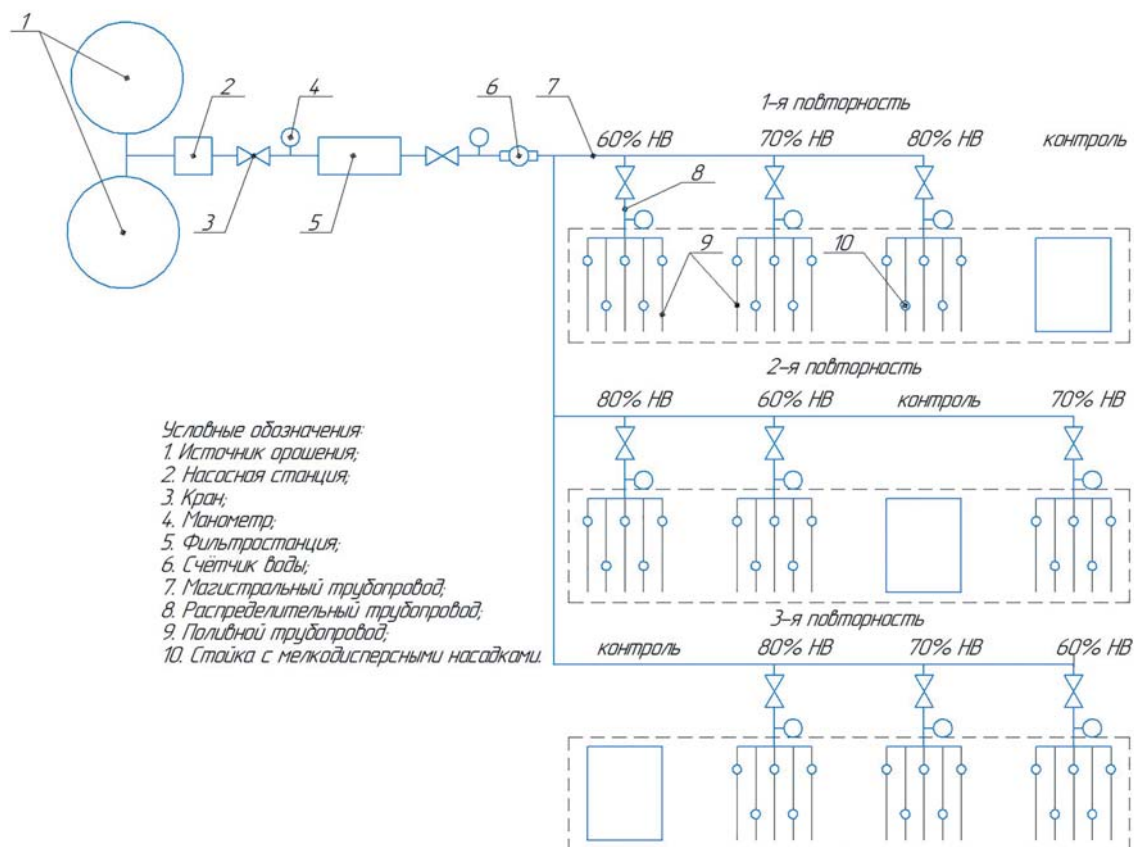 1
2
4
6
7
1-я повторность
60% НВ 70% НВ 80% НВ контроль
3
5
8
9
10
2-я повторность
80% НВ 60% НВ контроль 70% НВ
Условные обозначения:
1. Источник орошения;
2. Насосная станция;
3. Кран;
4. Манометр;
5. Фильтростанция;
6. Счётчик воды;
7. Магистральный трубопровод;
8. Распределительный трубопровод;
9. Поливной трубопровод;
10. Стойка с мелкодисперсными насадками.
3-я повторность
контроль 80% НВ 70% НВ 60% НВ